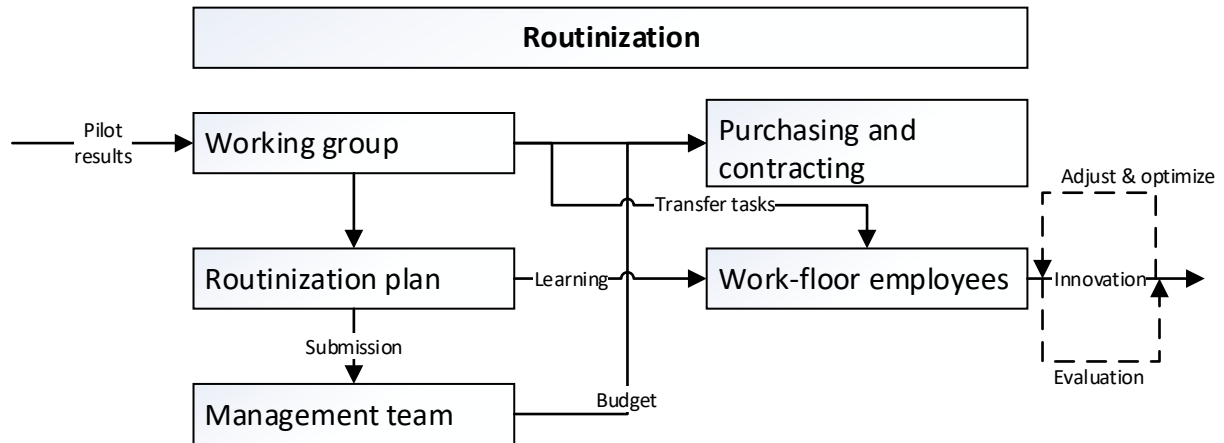 Routinization
Pilot
results
Working group
Purchasing and
contracting
Adjust & optimize
Transfer tasks
Routinization plan
Learning
Work-floor employees
Innovation
Submission
Evaluation
Management team
Budget